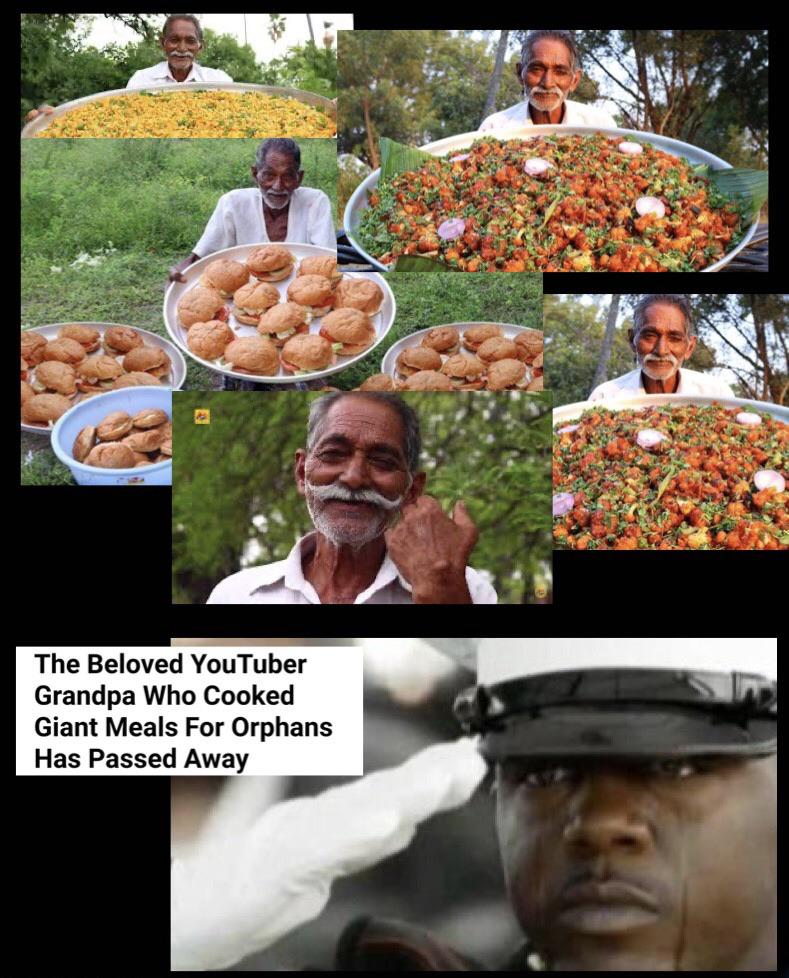 The Beloved YouTuber
Grandpa Who Cooked
Giant Meals For Orphans
Has Passed Away